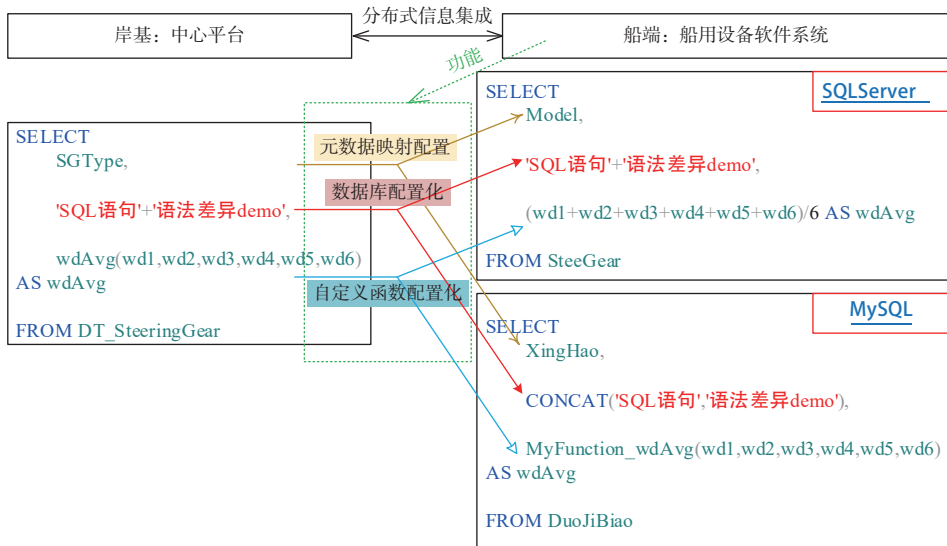 分布式信息集成
岸基：中心平台
船端：船用设备软件系统
功能
SELECT
SGType,
'SQL语句'+'语法差异demo',
wdAvg(wd1,wd2,wd3,wd4,wd5,wd6)
AS wdAvg
FROM DT_SteeringGear
元数据映射配置
数据库配置化
自定义函数配置化
SQLServer
SELECT
Model,
'SQL语句'+'语法差异demo',
(wd1+wd2+wd3+wd4+wd5+wd6)/6 AS wdAvg
FROM SteeGear
MySQL
SELECT
XingHao,
CONCAT('SQL语句','语法差异demo'),
MyFunction_wdAvg(wd1,wd2,wd3,wd4,wd5,wd6)
AS wdAvg
FROM DuoJiBiao